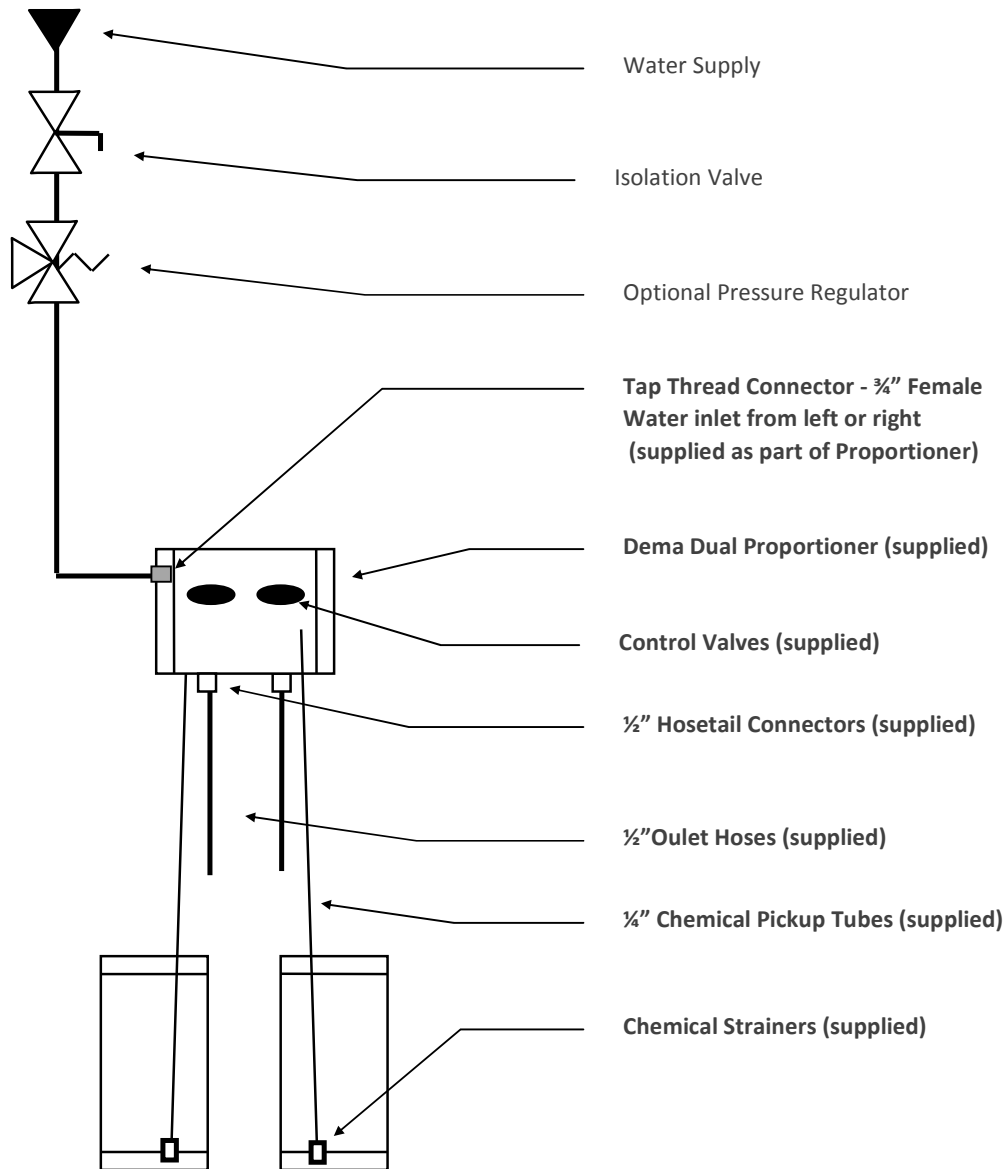 Water Supply
Isolation Valve
Optional Pressure Regulator
Tap Thread Connector - ¾” Female
Water inlet from left or right
(supplied as part of Proportioner)
Dema Dual Proportioner (supplied)
Control Valves (supplied)
½” Hosetail Connectors (supplied)
½”Oulet Hoses (supplied)
¼” Chemical Pickup Tubes (supplied)
Chemical Strainers (supplied)